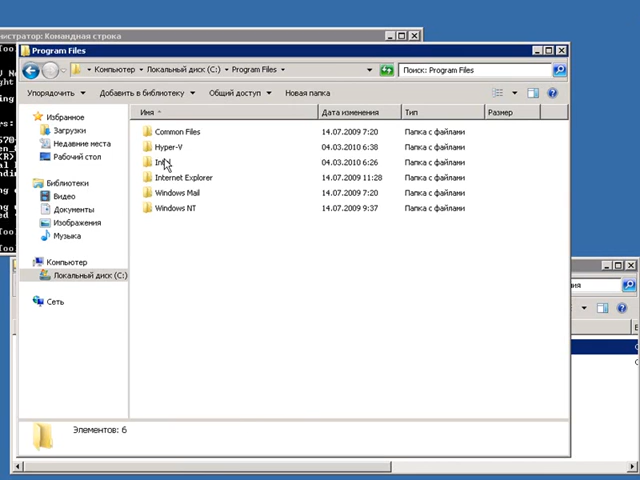 нистратор: Командная строка
Program Files
Компьютер ▸ Локальный диск (C:) ▸ Program Files ▸
Поиск: Program Files
Упорядочить Добавить в библиотеку Общий доступ Новая папка
Имя Дата изменения Тип Размер
Избранное
Загрузки
Недавние места
Рабочий стол
Библиотеки
Видео
Документы
Изображения
Музыка
Компьютер
Локальный диск (C:)
Сеть
Common Files 14.07.2009 7:20 Папка с файлами
Hyper-V 04.03.2010 6:38 Папка с файлами
04.03.2010 6:26 Папка с файлами
Internet Explorer 14.07.2009 11:28 Папка с файлами
Windows Mail 14.07.2009 7:20 Папка с файлами
Windows NT 14.07.2009 9:37 Папка с файлами
Элементов: 6